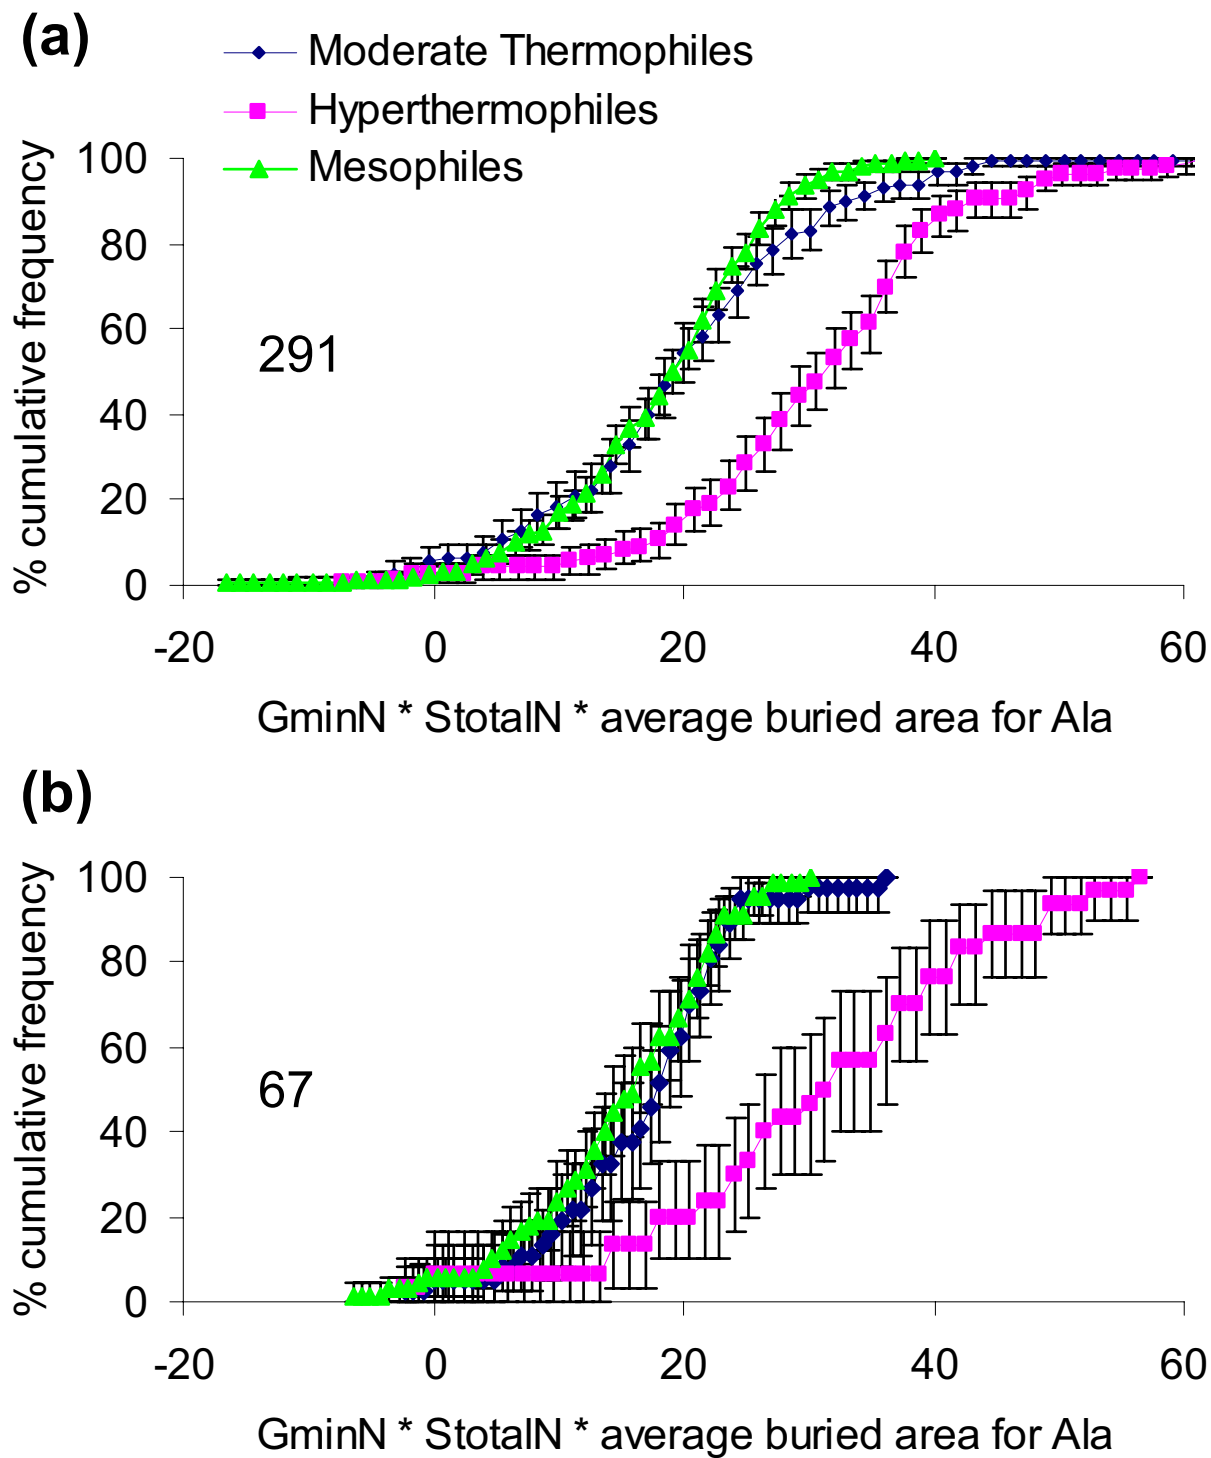 (a)
Moderate Thermophiles
Hyperthermophiles
Mesophiles
% cumulative frequency
100
80
60
40
20
0
291
-20 0 20 40 60
GminN * StotalN * average buried area for Ala
(b)
% cumulative frequency
100
80
60
40
20
0
67
-20 0 20 40 60
GminN * StotalN * average buried area for Ala